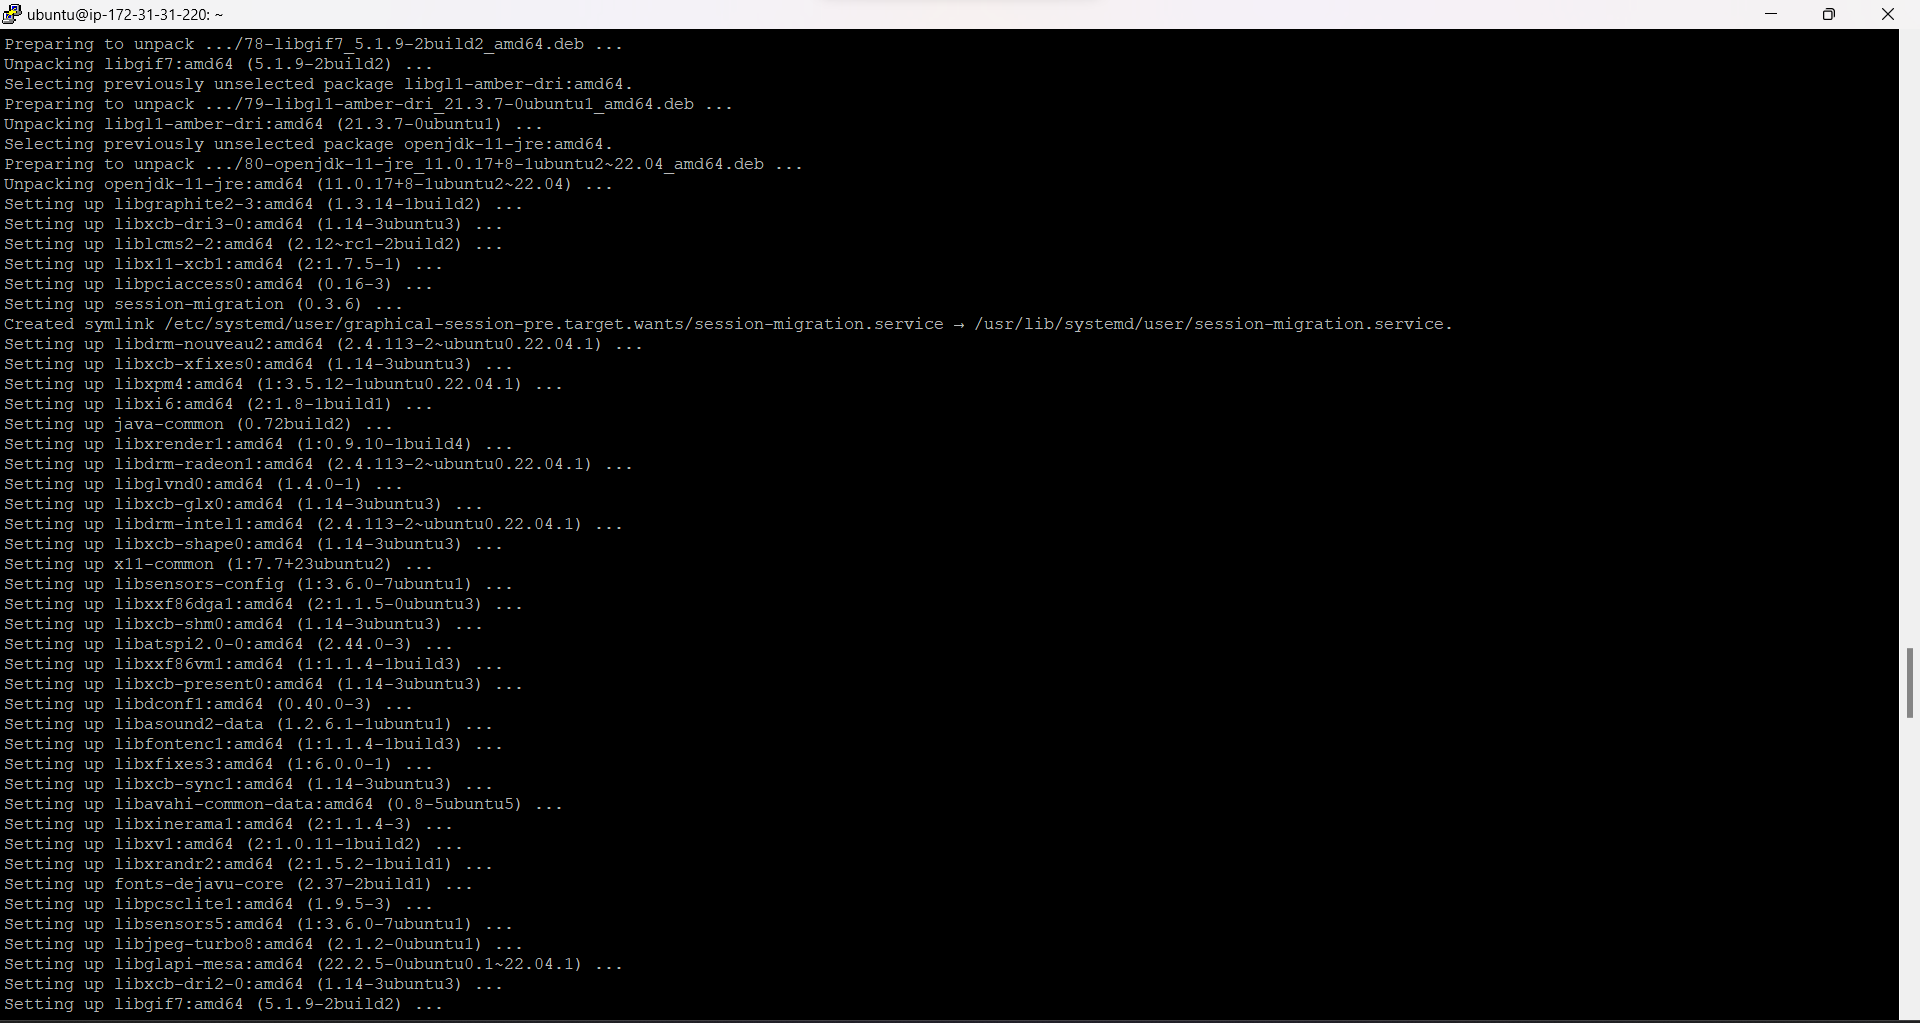 ubuntu@ip-172-31-31-220: ~
Preparing to unpack .../78-libgif7_5.1.9-2build2_amd64.deb ...
Unpacking libgif7:amd64 (5.1.9-2build2) ...
Selecting previously unselected package libgl1-amber-dri:amd64.
Preparing to unpack .../79-libgl1-amber-dri_21.3.7-0ubuntu1_amd64.deb ...
Unpacking libgl1-amber-dri:amd64 (21.3.7-0ubuntu1) ...
Selecting previously unselected package openjdk-11-jre:amd64.
Preparing to unpack .../80-openjdk-11-jre_11.0.17+8-1ubuntu2~22.04_amd64.deb ...
Unpacking openjdk-11-jre:amd64 (11.0.17+8-1ubuntu2~22.04) ...
Setting up libgraphite2-3:amd64 (1.3.14-1build2) ...
Setting up libxcb-dri3-0:amd64 (1.14-3ubuntu3) ...
Setting up liblcms2-2:amd64 (2.12~rc1-2build2) ...
Setting up libx11-xcb1:amd64 (2:1.7.5-1) ...
Setting up libpciaccess0:amd64 (0.16-3) ...
Setting up session-migration (0.3.6) ...
Created symlink /etc/systemd/user/graphical-session-pre.target.wants/session-migration.service → /usr/lib/systemd/user/session-migration.service.
Setting up libdrm-nouveau2:amd64 (2.4.113-2~ubuntu0.22.04.1) ...
Setting up libxcb-xfixes0:amd64 (1.14-3ubuntu3) ...
Setting up libxpm4:amd64 (1:3.5.12-1ubuntu0.22.04.1) ...
Setting up libxi6:amd64 (2:1.8-1build1) ...
Setting up java-common (0.72build2) ...
Setting up libxrender1:amd64 (1:0.9.10-1build4) ...
Setting up libdrm-radeon1:amd64 (2.4.113-2~ubuntu0.22.04.1) ...
Setting up libglvnd0:amd64 (1.4.0-1) ...
Setting up libxcb-glx0:amd64 (1.14-3ubuntu3) ...
Setting up libdrm-intel1:amd64 (2.4.113-2~ubuntu0.22.04.1) ...
Setting up libxcb-shape0:amd64 (1.14-3ubuntu3) ...
Setting up x11-common (1:7.7+23ubuntu2) ...
Setting up libsensors-config (1:3.6.0-7ubuntu1) ...
Setting up libxxf86dga1:amd64 (2:1.1.5-0ubuntu3) ...
Setting up libxcb-shm0:amd64 (1.14-3ubuntu3) ...
Setting up libatspi2.0-0:amd64 (2.44.0-3) ...
Setting up libxxf86vm1:amd64 (1:1.1.4-1build3) ...
Setting up libxcb-present0:amd64 (1.14-3ubuntu3) ...
Setting up libdconf1:amd64 (0.40.0-3) ...
Setting up libasound2-data (1.2.6.1-1ubuntu1) ...
Setting up libfontenc1:amd64 (1:1.1.4-1build3) ...
Setting up libxfixes3:amd64 (1:6.0.0-1) ...
Setting up libxcb-sync1:amd64 (1.14-3ubuntu3) ...
Setting up libavahi-common-data:amd64 (0.8-5ubuntu5) ...
Setting up libxinerama1:amd64 (2:1.1.4-3) ...
Setting up libxv1:amd64 (2:1.0.11-1build2) ...
Setting up libxrandr2:amd64 (2:1.5.2-1build1) ...
Setting up fonts-dejavu-core (2.37-2build1) ...
Setting up libpcsclite1:amd64 (1.9.5-3) ...
Setting up libsensors5:amd64 (1:3.6.0-7ubuntu1) ...
Setting up libjpeg-turbo8:amd64 (2.1.2-0ubuntu1) ...
Setting up libglapi-mesa:amd64 (22.2.5-0ubuntu0.1~22.04.1) ...
Setting up libxcb-dri2-0:amd64 (1.14-3ubuntu3) ...
Setting up libgif7:amd64 (5.1.9-2build2) ...